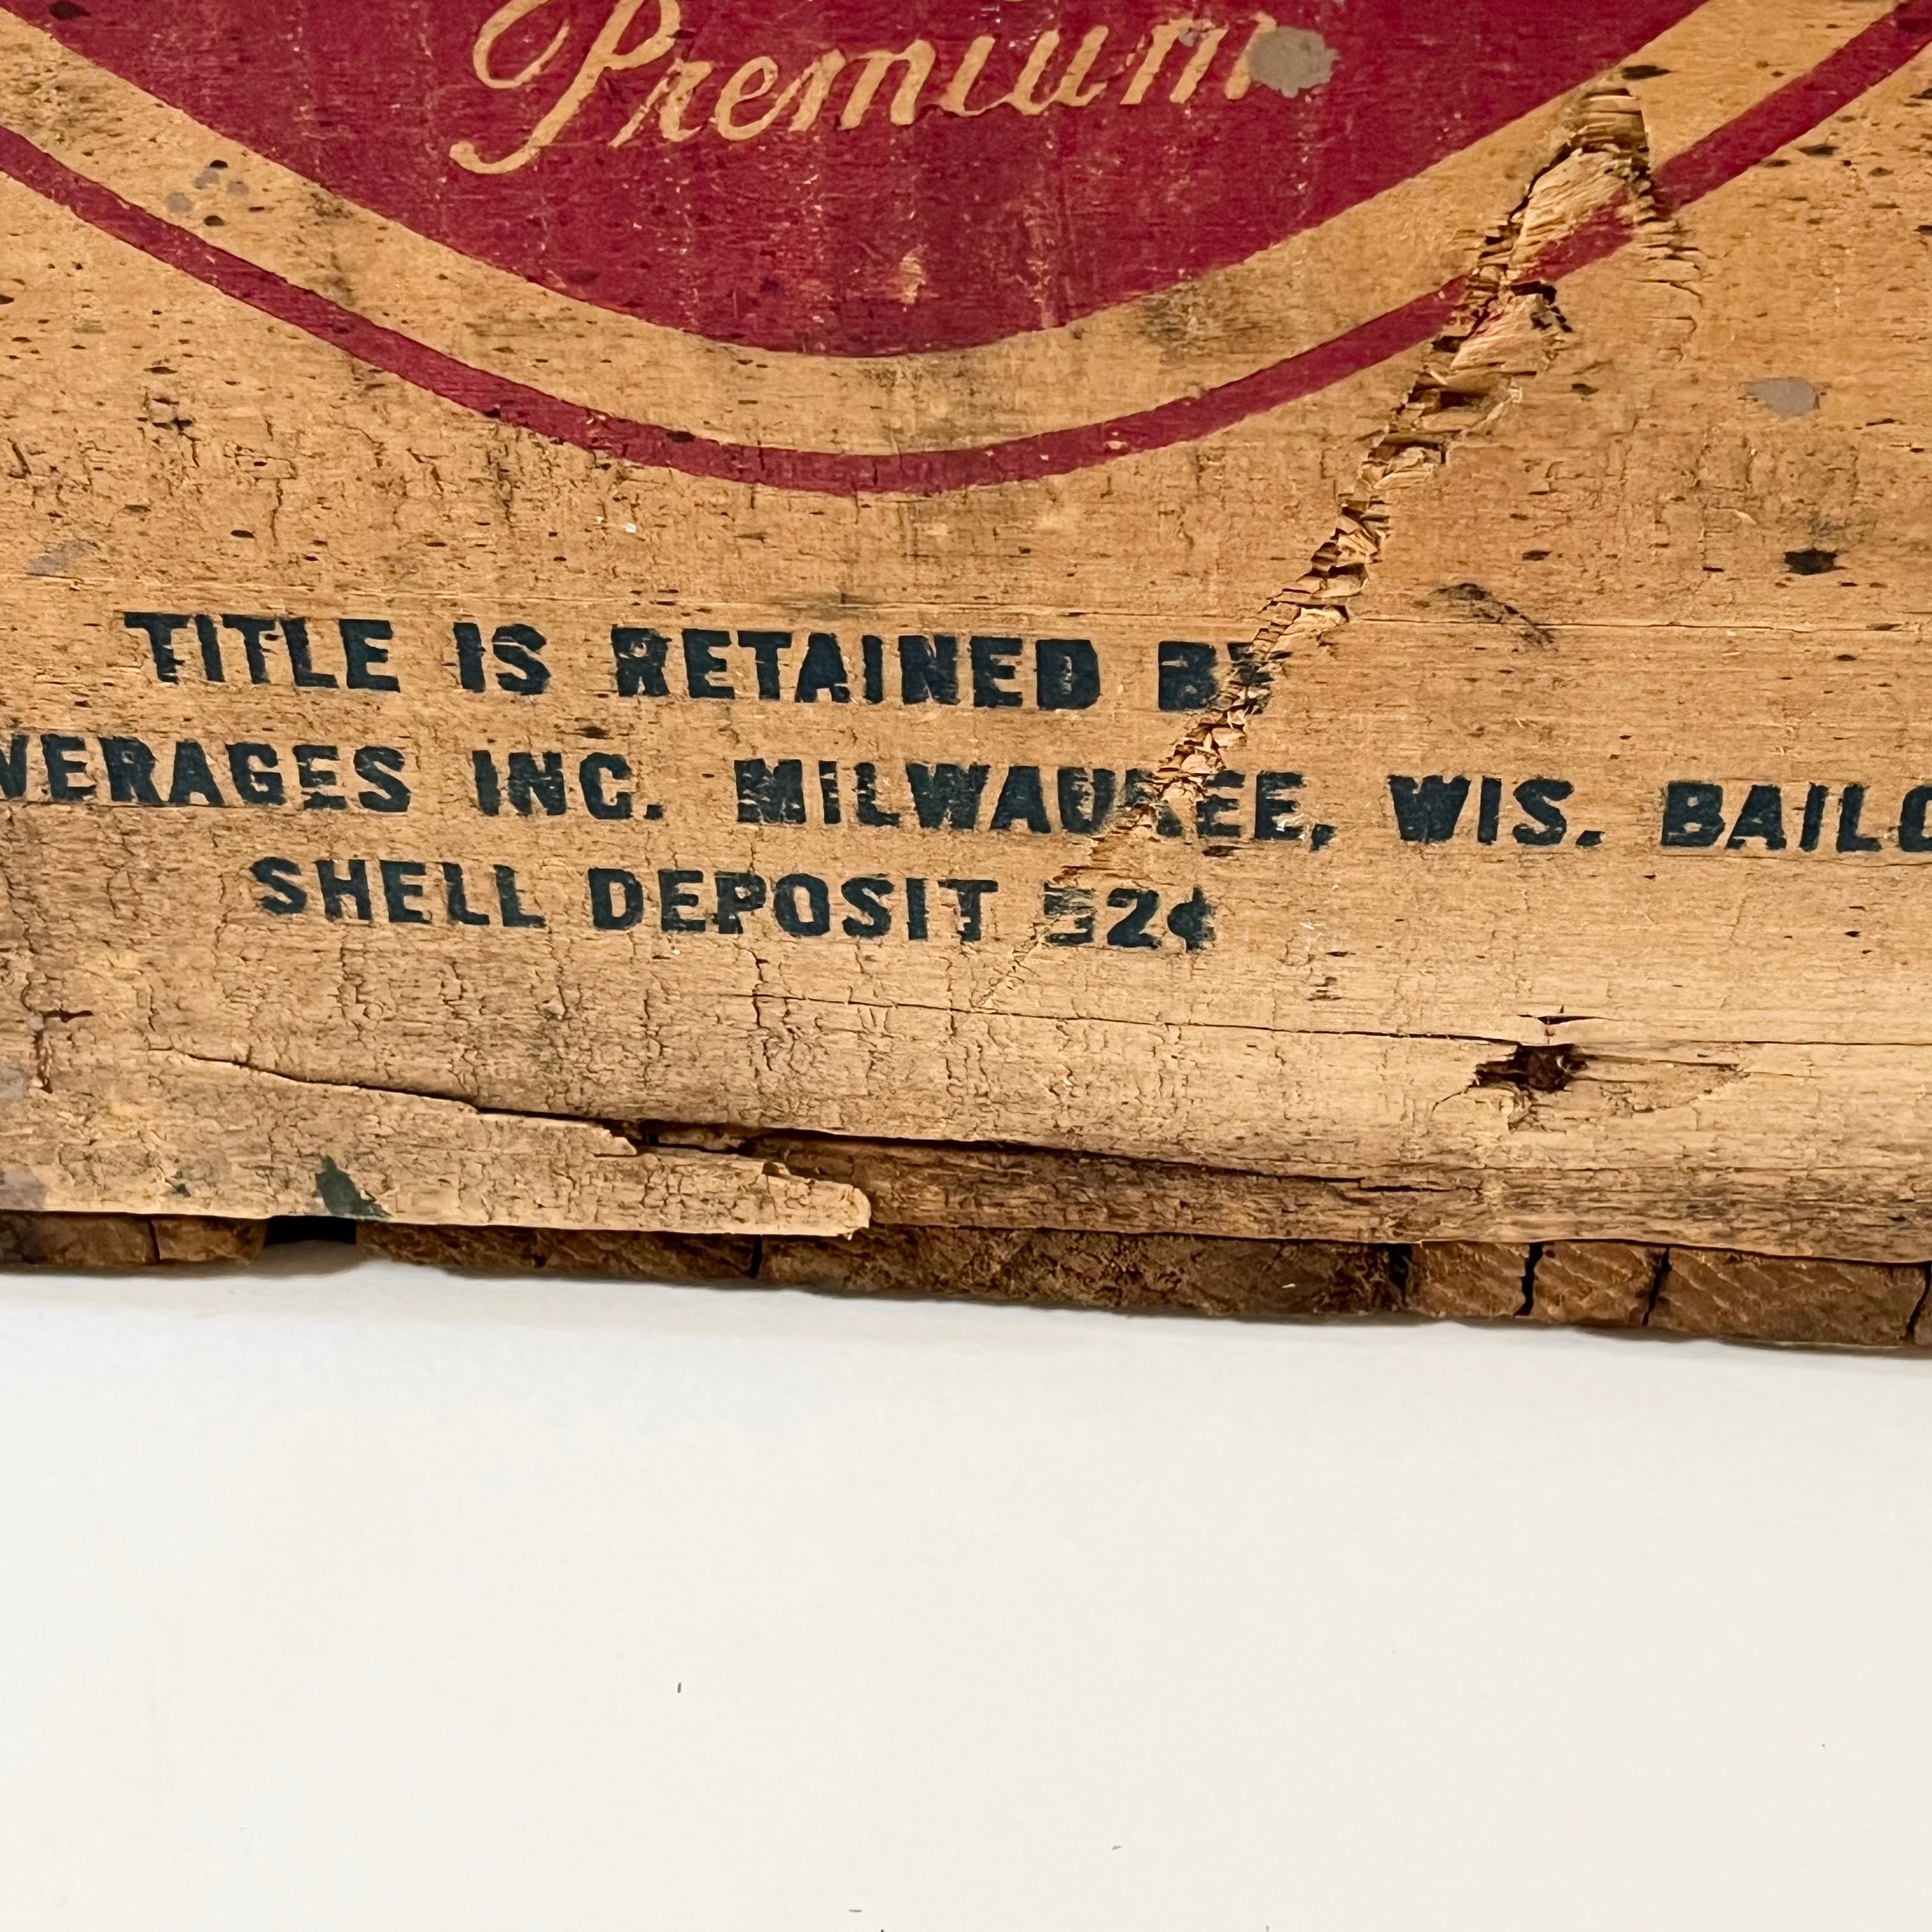 Premium
TITLE IS RETAINED BY
VERAGES INC. MILWAUKEE, WIS. BAILO
SHELL DEPOSIT 52¢